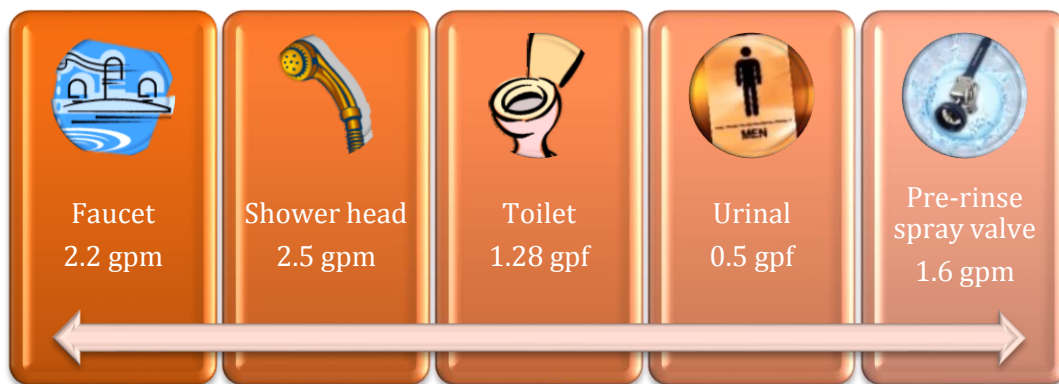 Faucet
2.2 gpm
Shower head
2.5 gpm
Toilet
1.28 gpf
MEN
Urinal
0.5 gpf
Pre-rinse
spray valve
1.6 gpm